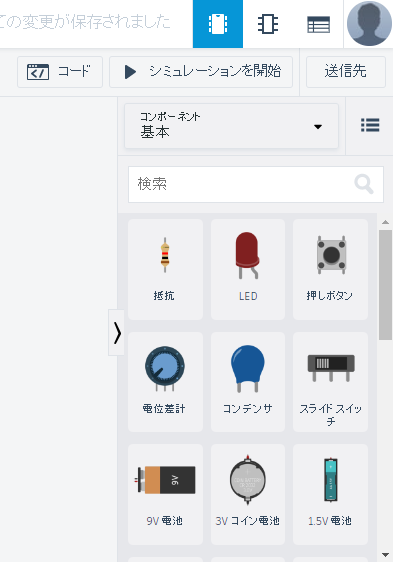 ての変更が保存されました
コード
シミュレーションを開始
送信先
コンポーネント
基本
検索
抵抗
LED
押しボタン
電位差計
コンデンサ
スライド スイッ
チ
9V
9V 電池
3V コイン電池
1.5V 電池